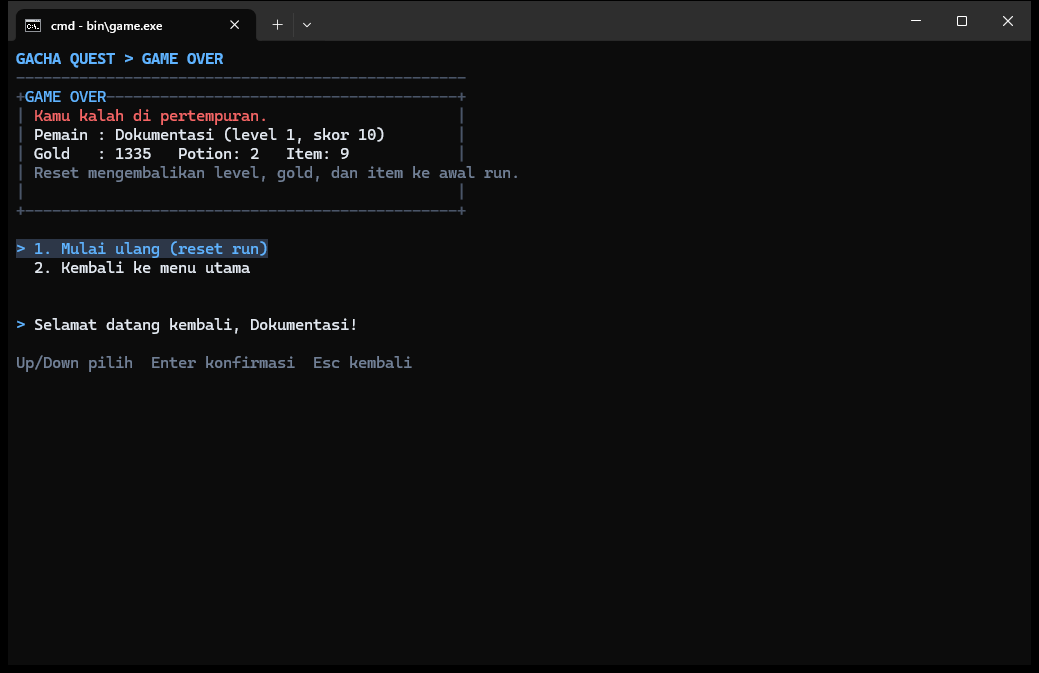 cmd - bin\game.exe
GACHA QUEST > GAME OVER
GAME OVER
Kamu kalah di pertempuran.
Pemain : Dokumentasi (level 1, skor 10)
Gold   : 1335   Potion: 2   Item: 9
Reset mengembalikan level, gold, dan item ke awal run.
> 1. Mulai ulang (reset run)
2. Kembali ke menu utama
> Selamat datang kembali, Dokumentasi!
Up/Down pilih  Enter konfirmasi  Esc kembali